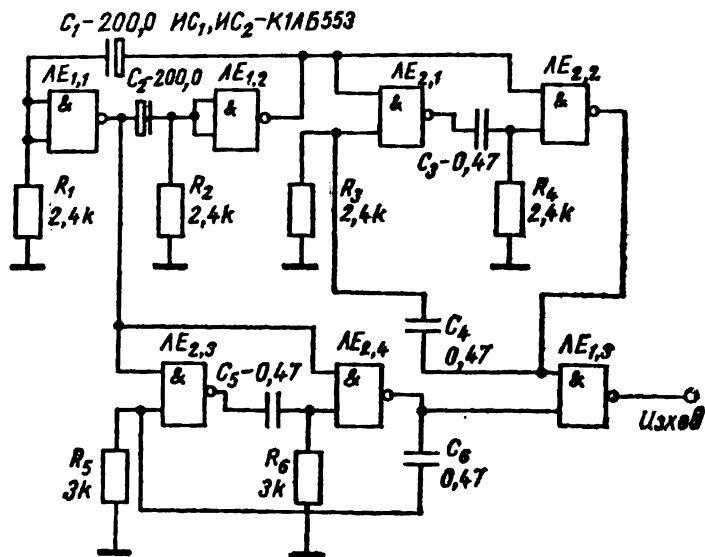 C₁-200,0 ИС₁,ИС₂-К1ЛБ553
ЛЕ₁,₁
C₂-200,0
ЛЕ₁,₂
ЛЕ₂,₁
ЛЕ₂,₂
&
&
&
&
C₃-0,47
R₁
2,4k
R₂
2,4k
R₃
2,4k
R₄
2,4k
C₄
0,47
ЛЕ₂,₃
C₅-0,47
ЛЕ₂,₄
ЛЕ₁,₃
&
&
&
Изход
R₅
3k
R₆
3k
C₆
0,47